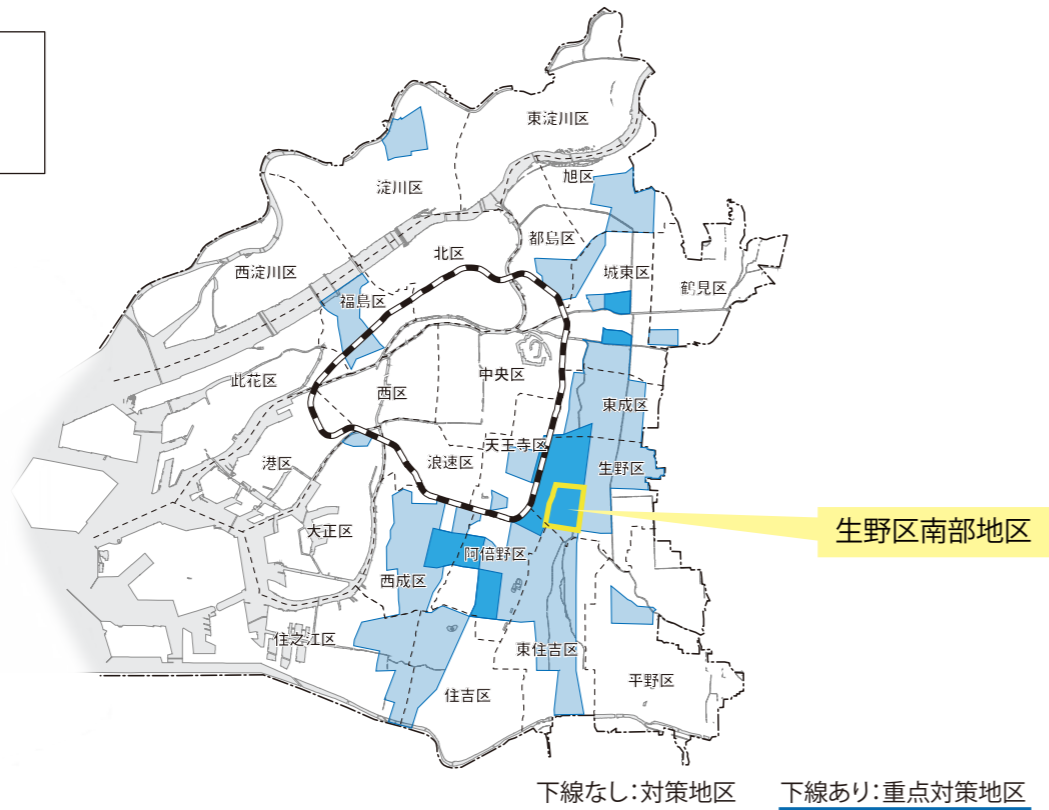 東淀川区
淀川区
旭区
都島区
北区
西淀川区
城東区
鶴見区
福島区
中央区
此花区
西区
東成区
天王寺区
浪速区
生野区
港区
大正区
生野区南部地区
阿倍野区
西成区
住之江区
東住吉区
平野区
住吉区
下線なし：対策地区 下線あり：重点対策地区